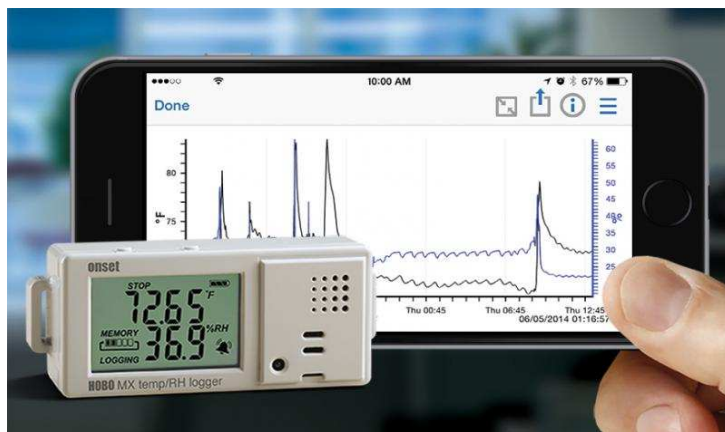 10:00 AM
67%
Done
60
55
50
45
40
35
30
25
%
80
75
°F
Thu 00:45
Thu 06:45
Thu 12:45
06/05/2014 01:16:57
onset
STOP
72.65 °F
MEMORY
36.9 %RH
LOGGING
HOBO MX temp/RH logger